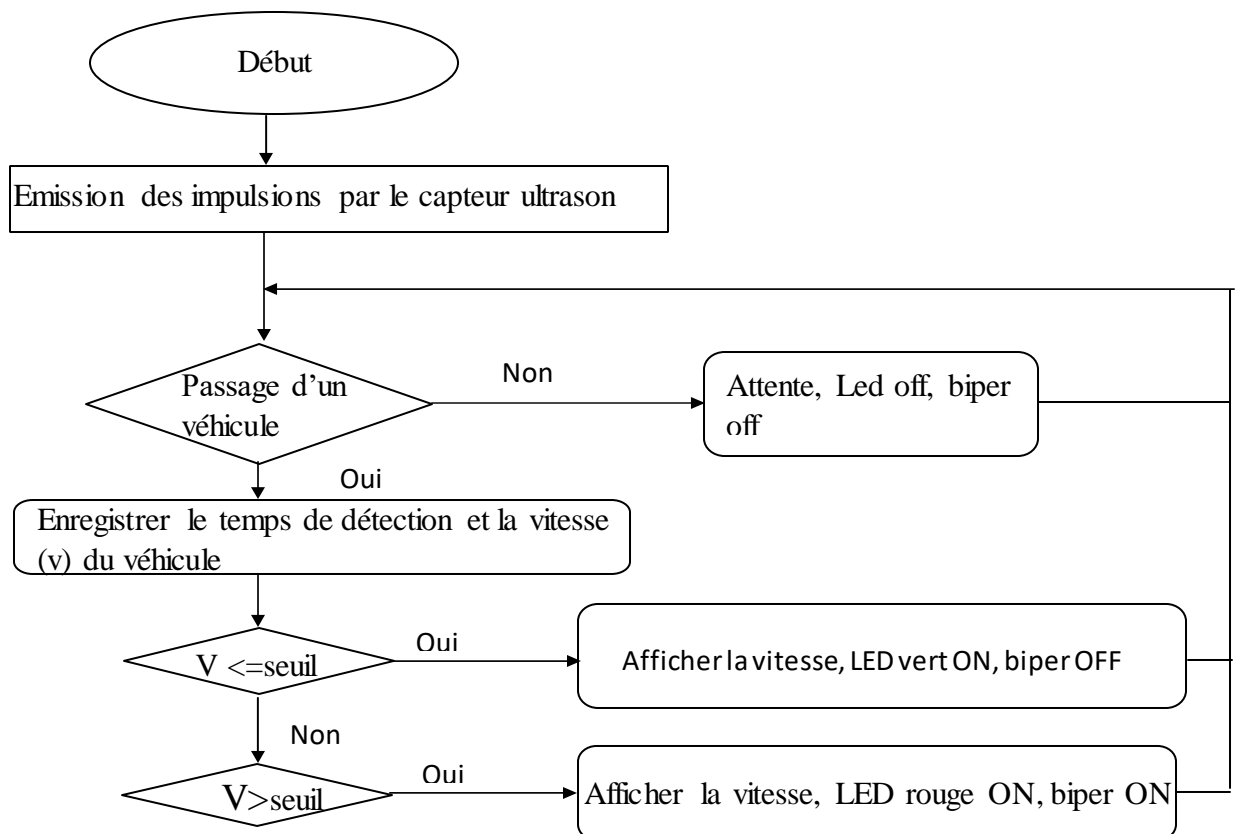 Début
Emission des impulsions par le capteur ultrason
Passage d'un
véhicule
Non
Attente, Led off, biper
off
Oui
Enregistrer le temps de détection et la vitesse
(v) du véhicule
V <=seuil
Oui
Afficher la vitesse, LED vert ON, biper OFF
Non
V>seuil
Oui
Afficher la vitesse, LED rouge ON, biper ON